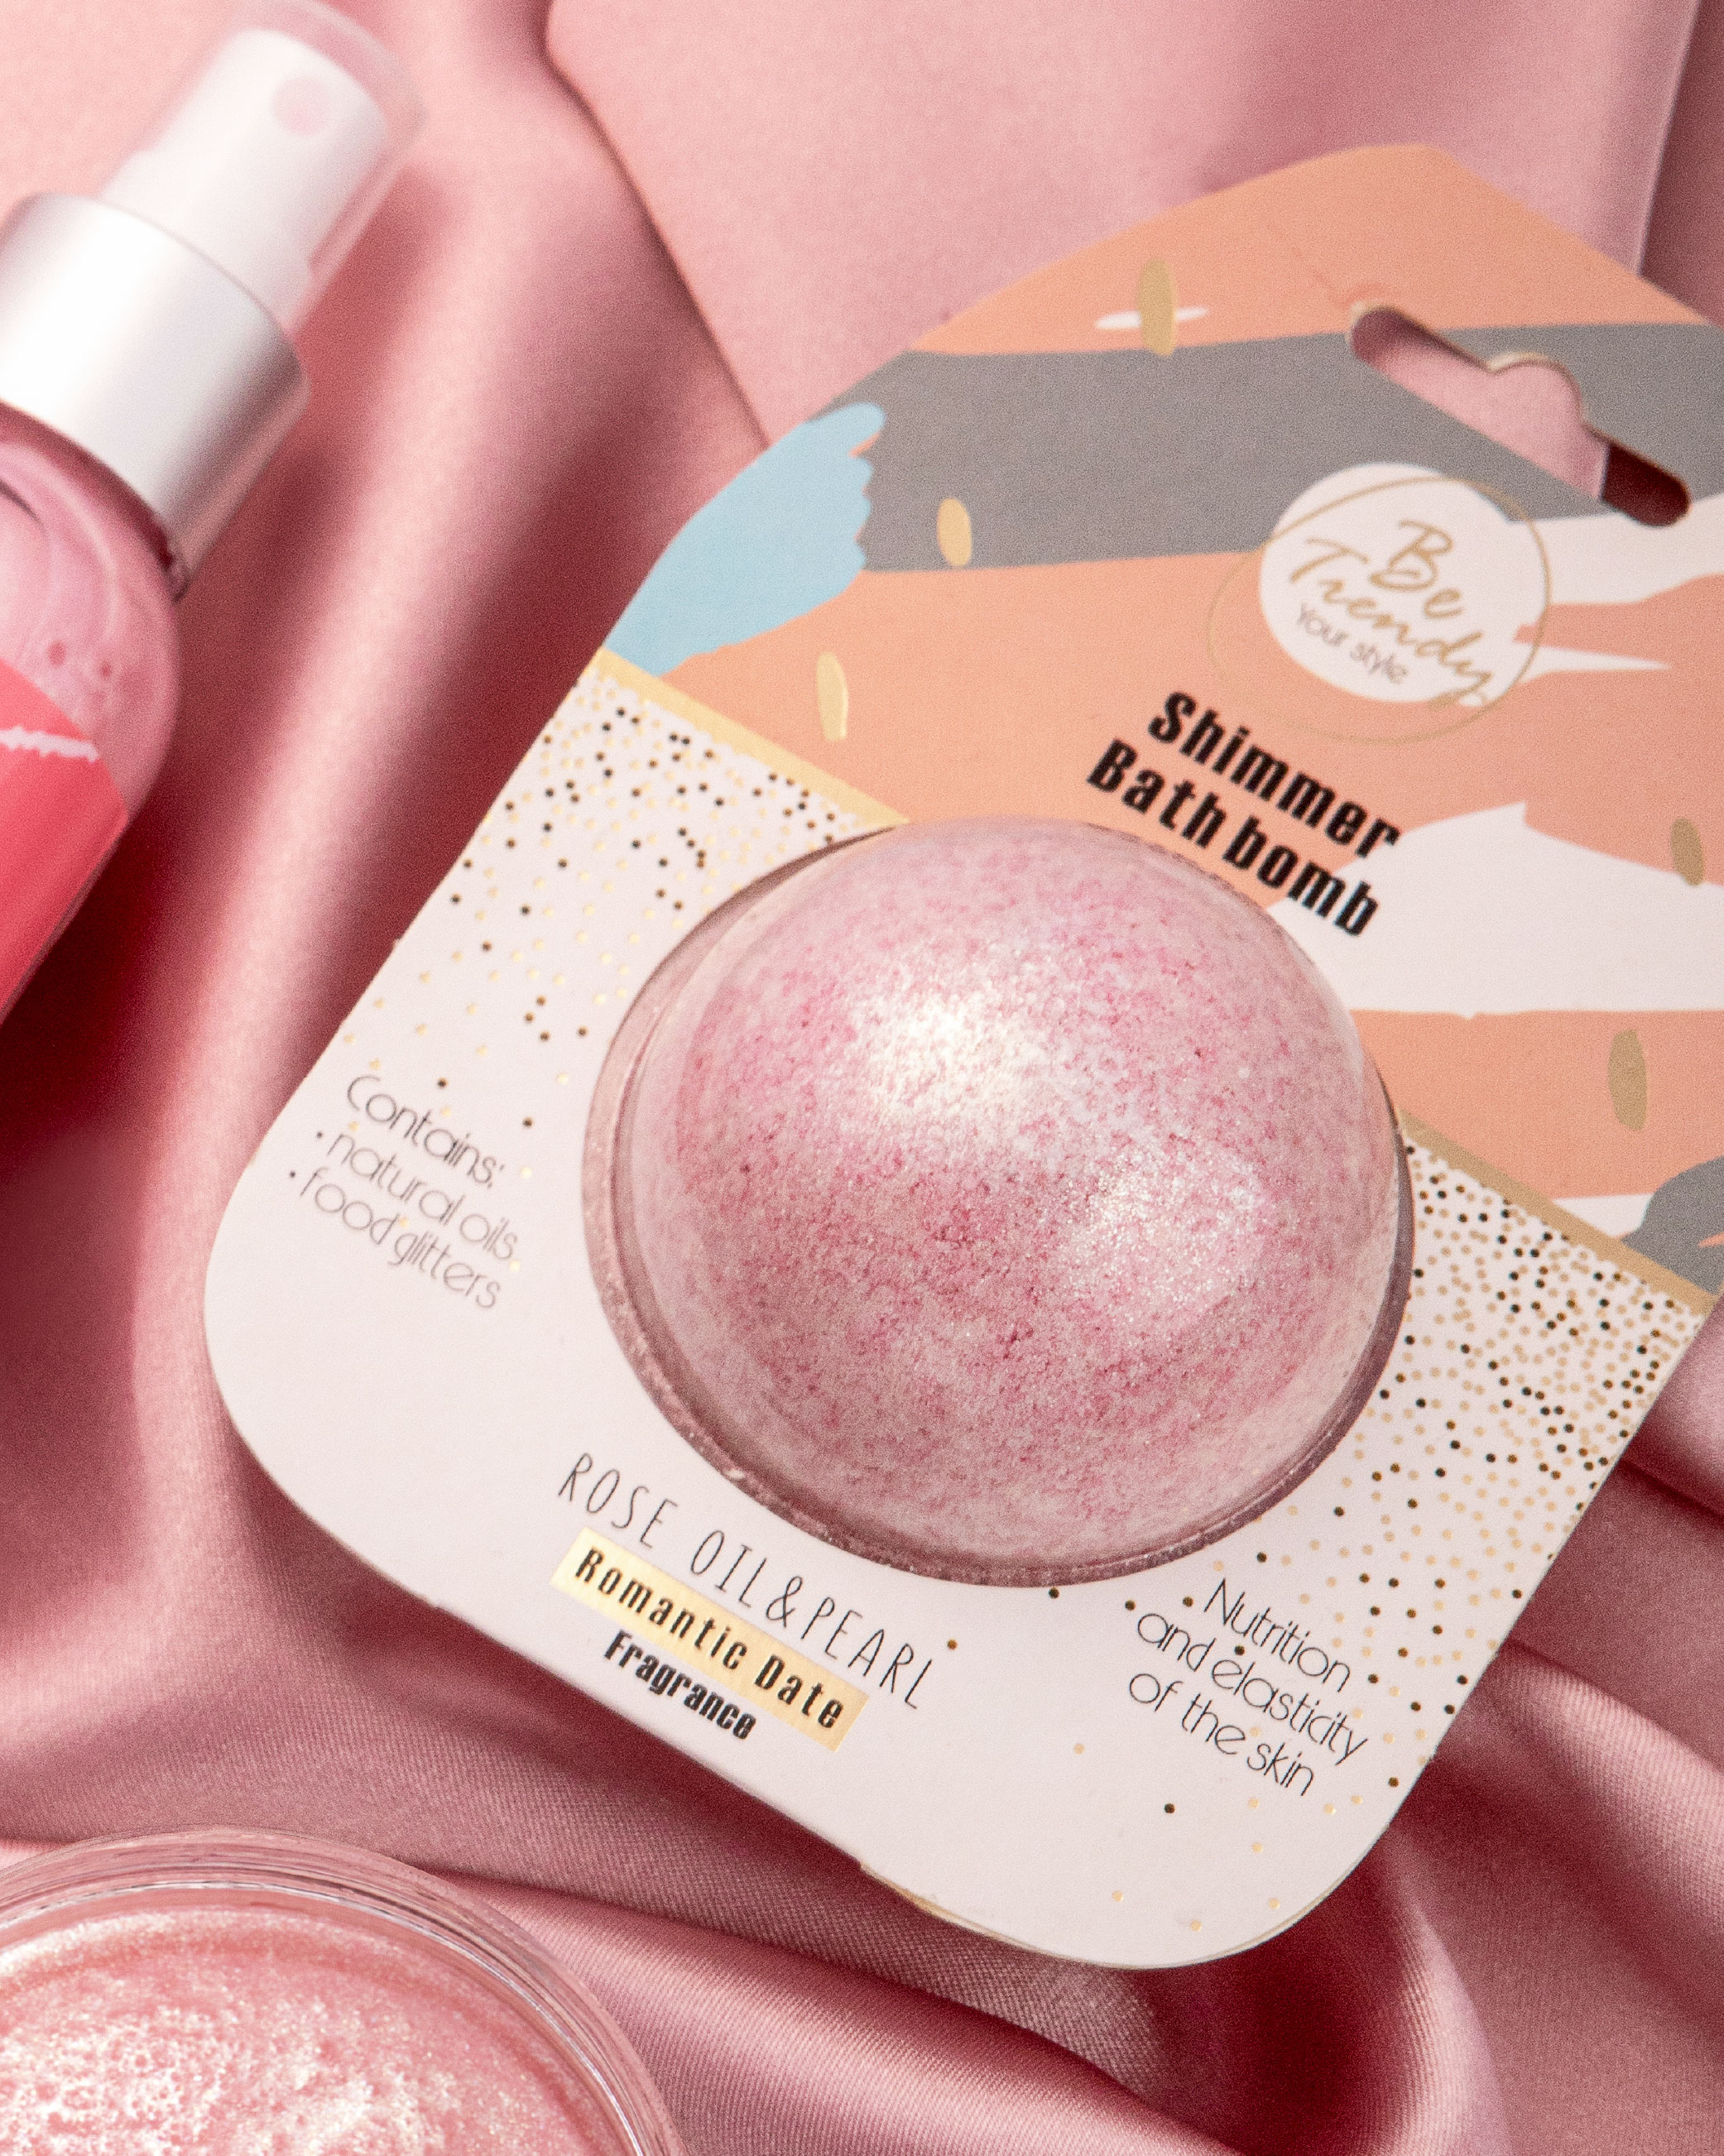 Be
Trendy
Your style
Shimmer
Bath bomb
Contains:
· natural oils
· food glitters
ROSE OIL&PEARL
Romantic Date
Fragrance
Nutrition
and elasticity
of the skin